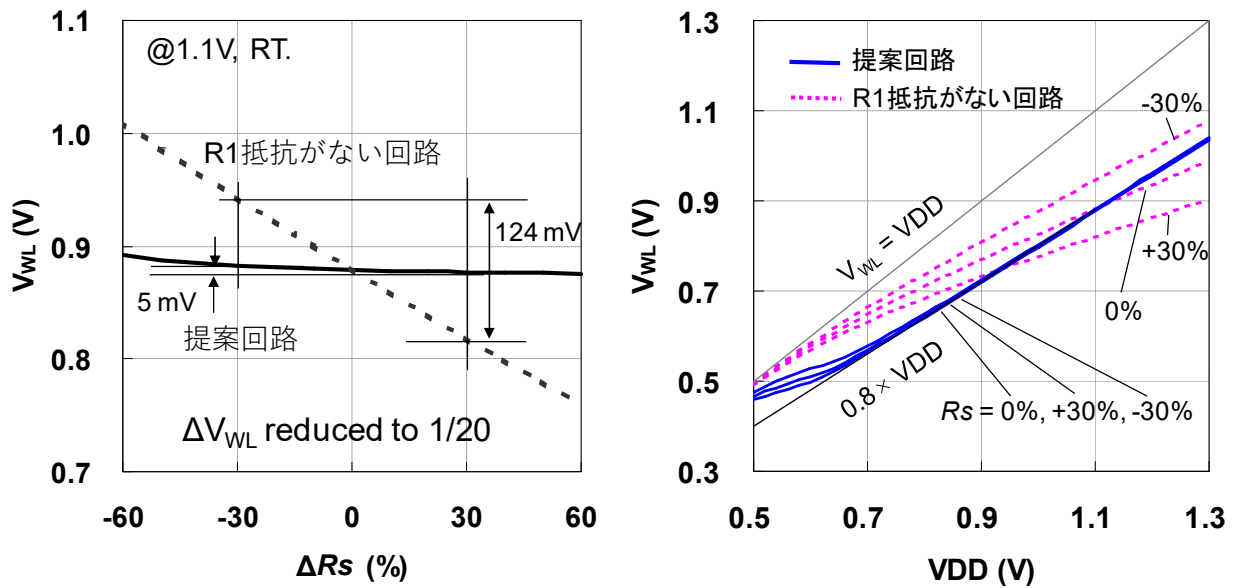 @1.1V, RT.
R1抵抗がない回路
124 mV
5 mV
提案回路
ΔV_WL reduced to 1/20
1.1
1.0
0.9
0.8
0.7
V_WL (V)
-60 -30 0 30 60
ΔRs (%)
提案回路
R1抵抗がない回路
-30%
V_WL = VDD
+30%
0%
0.8× VDD
Rs = 0%, +30%, -30%
1.3
1.1
0.9
0.7
0.5
0.3
V_WL (V)
0.5 0.7 0.9 1.1 1.3
VDD (V)